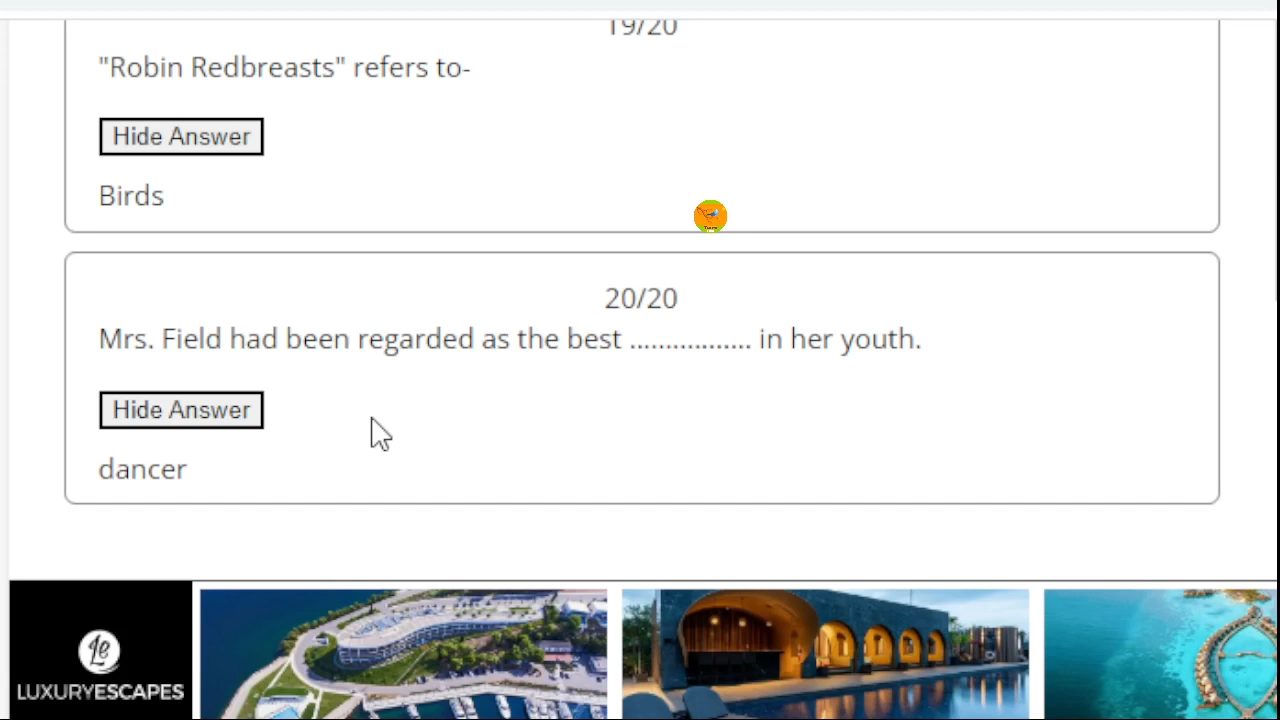 19/20
"Robin Redbreasts" refers to-
Hide Answer
Birds
20/20
Mrs. Field had been regarded as the best ................. in her youth.
Hide Answer
dancer
Le
LUXURYESCAPES